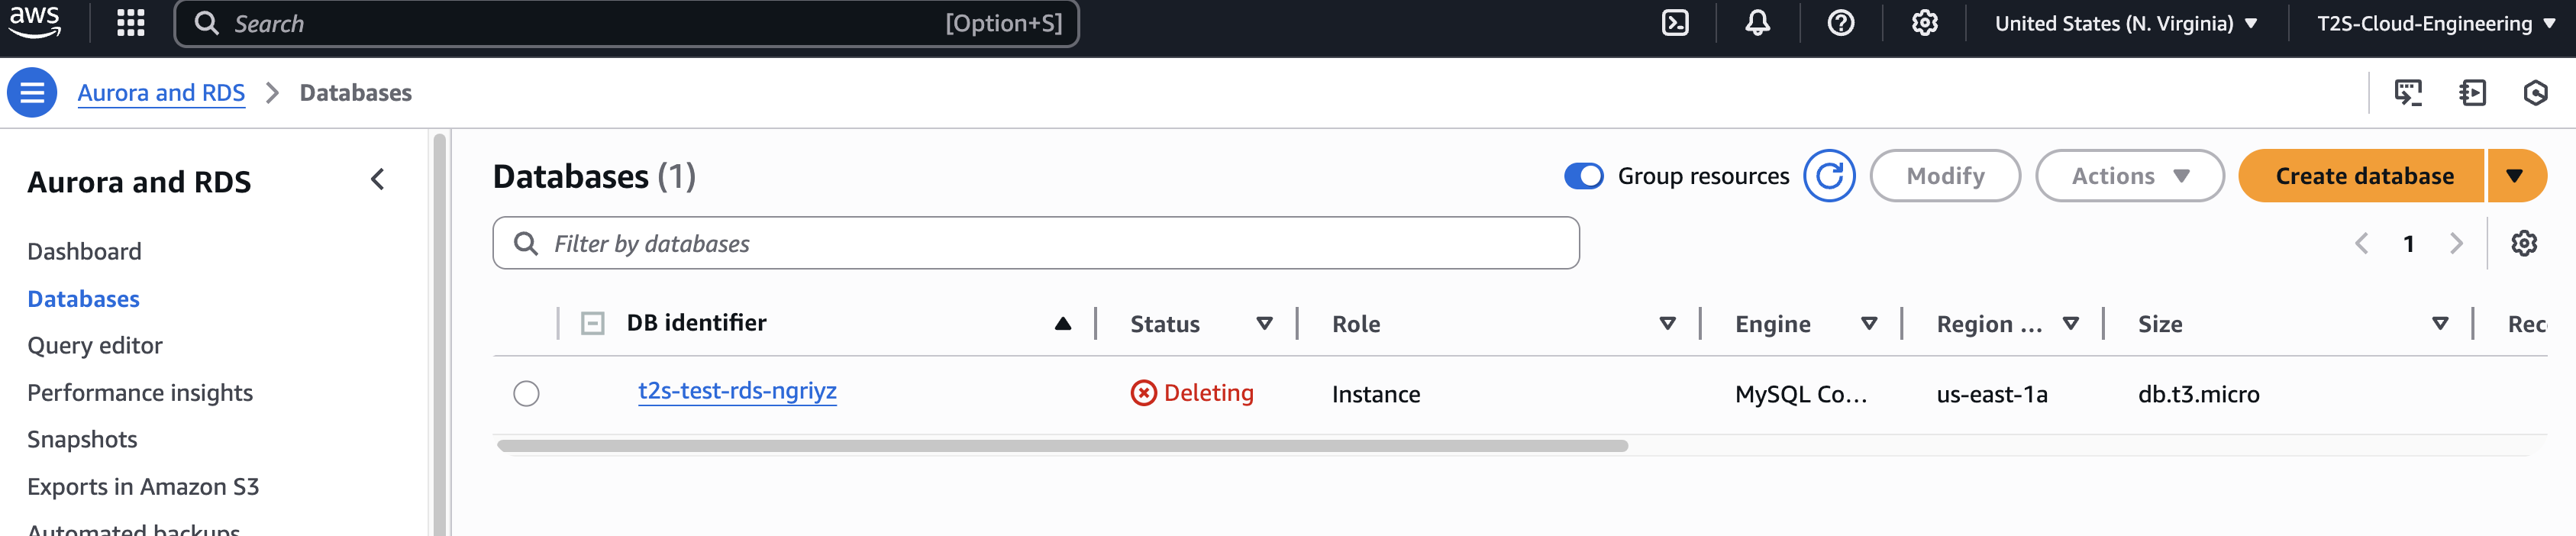 aws Search [Option+S] United States (N. Virginia) T2S-Cloud-Engineering
Aurora and RDS > Databases
Aurora and RDS
Dashboard
Databases
Query editor
Performance insights
Snapshots
Exports in Amazon S3
Automated backups
Databases (1) Group resources Modify Actions Create database
Filter by databases 1
DB identifier Status Role Engine Region ... Size Rec
t2s-test-rds-ngriyz Deleting Instance MySQL Co... us-east-1a db.t3.micro